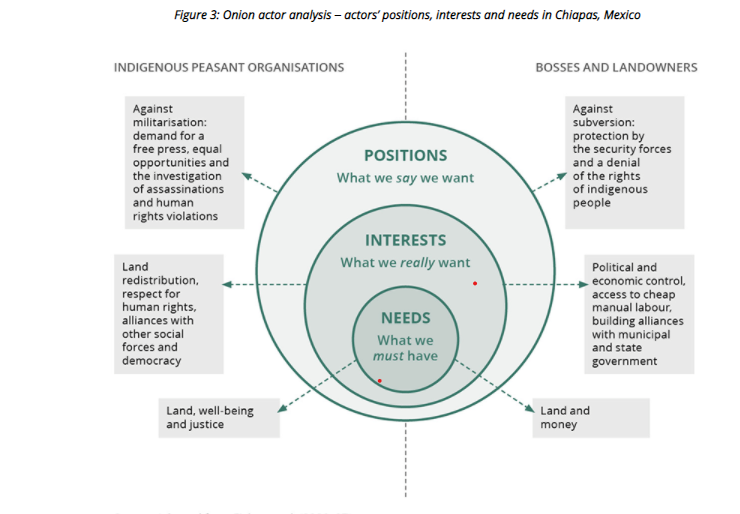 Figure 3: Onion actor analysis – actors' positions, interests and needs in Chiapas, Mexico
INDIGENOUS PEASANT ORGANISATIONS
BOSSES AND LANDOWNERS
Against
militarisation:
demand for a
free press, equal
opportunities and
the investigation
of assassinations
and human
rights violations
POSITIONS
What we say we want
Against
subversion:
protection by
the security forces
and a denial
of the rights
of indigenous
people
Land
redistribution,
respect for
human rights,
alliances with
other social
forces and
democracy
INTERESTS
What we really want
Political and
economic control,
access to cheap
manual labour,
building alliances
with municipal
and state
government
NEEDS
What we
must have
Land, well-being
and justice
Land and
money